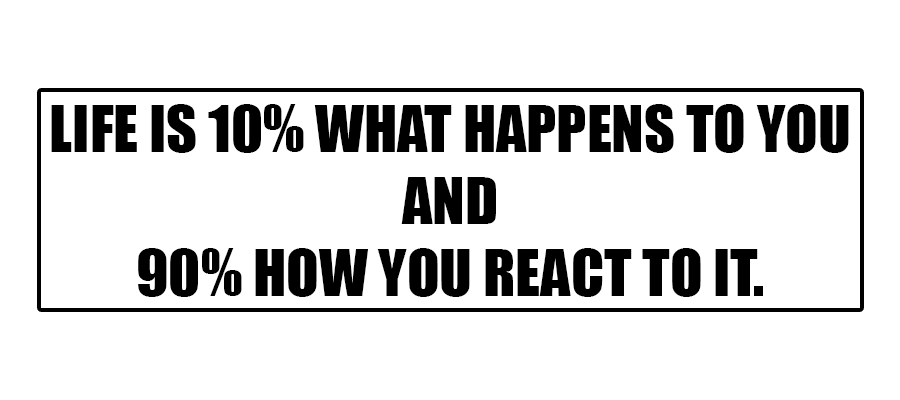 LIFE IS 10% WHAT HAPPENS TO YOU
AND
90% HOW YOU REACT TO IT.